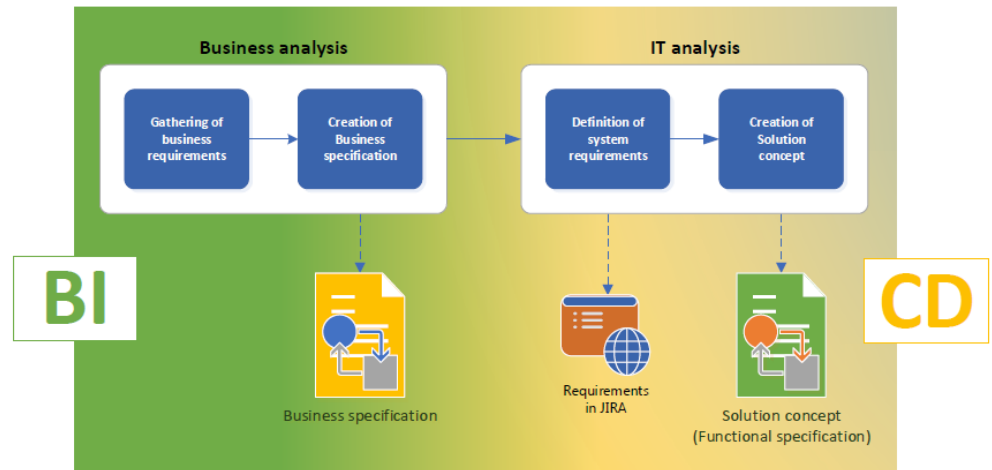 Business analysis
IT analysis
Gathering of
business
requirements
Creation of
Business
specification
Definition of
system
requirements
Creation of
Solution
concept
BI
CD
Business specification
Requirements
in JIRA
Solution concept
(Functional specification)